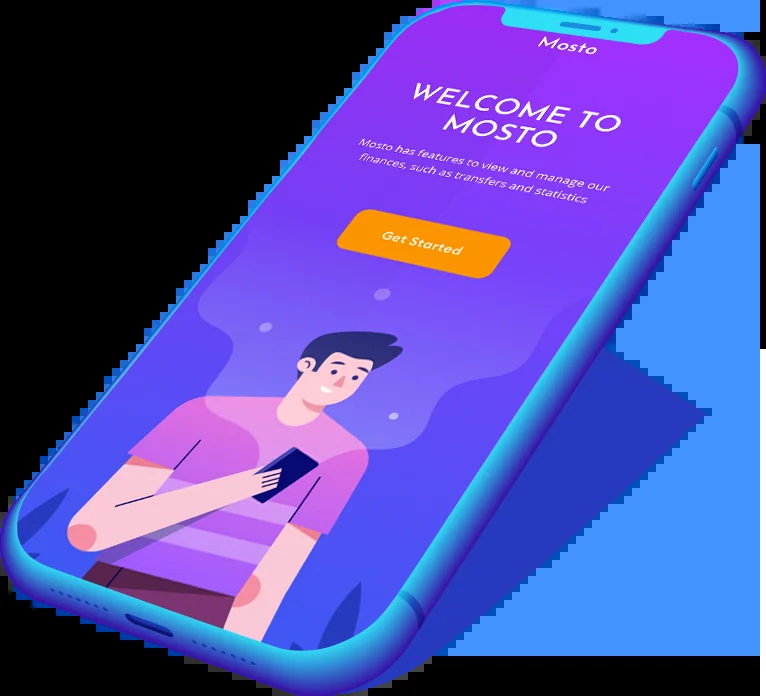 Mosto
WELCOME TO
MOSTO
Mosto has features to view and manage our
finances, such as transfers and statistics
Get Started